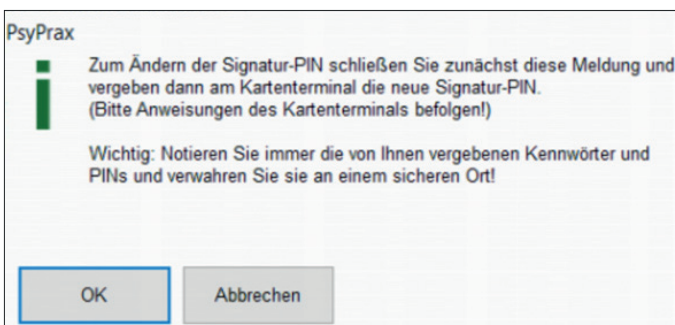 PsyPrax
Zum Ändern der Signatur-PIN schließen Sie zunächst diese Meldung und
vergeben dann am Kartenterminal die neue Signatur-PIN.
(Bitte Anweisungen des Kartenterminals befolgen!)
Wichtig: Notieren Sie immer die von Ihnen vergebenen Kennwörter und
PINs und verwahren Sie sie an einem sicheren Ort!
OK Abbrechen